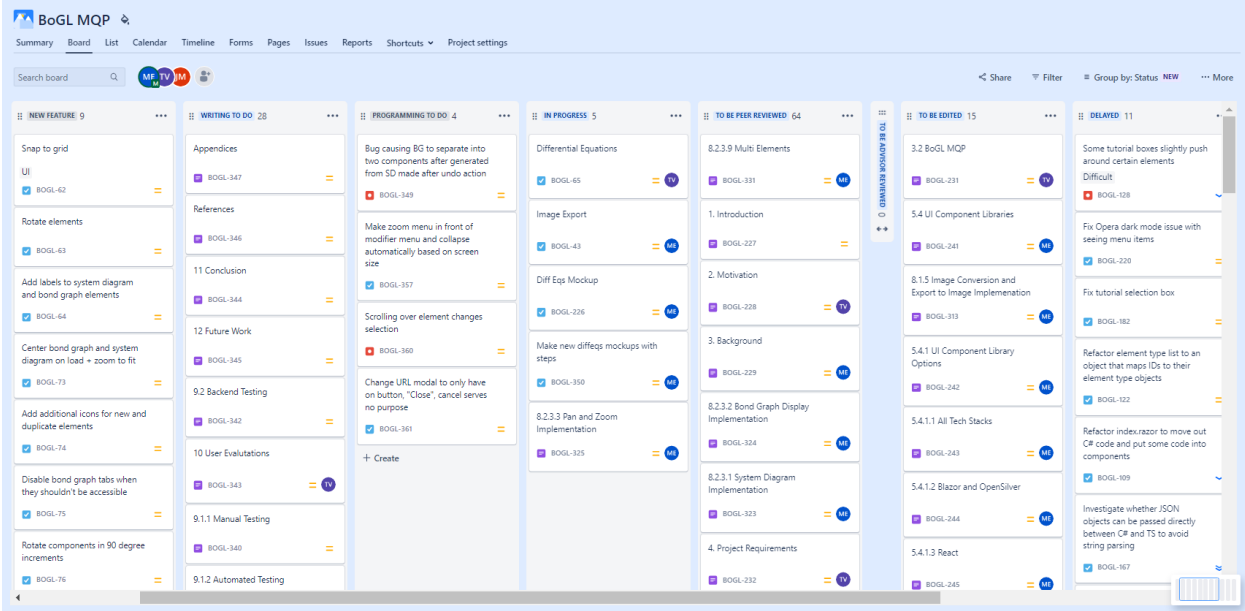 BoGL MQP
Summary Board List Calendar Timeline Forms Pages Issues Reports Shortcuts Project settings
Search board
ME M TV JM
Share Filter Group by: Status NEW More
NEW FEATURE 9
Snap to grid
UI
BOGL-62
Rotate elements
BOGL-63
Add labels to system diagram
and bond graph elements
BOGL-64
Center bond graph and system
diagram on load + zoom to fit
BOGL-73
Add additional icons for new and
duplicate elements
BOGL-74
Disable bond graph tabs when
they shouldn't be accessible
BOGL-75
Rotate components in 90 degree
increments
BOGL-76
WRITING TO DO 28
Appendices
BOGL-347
References
BOGL-346
11 Conclusion
BOGL-344
12 Future Work
BOGL-345
9.2 Backend Testing
BOGL-342
10 User Evalutations
BOGL-343 TV
9.1.1 Manual Testing
BOGL-340
9.1.2 Automated Testing
PROGRAMMING TO DO 4
Bug causing BG to separate into
two components after generated
from SD made after undo action
BOGL-349
Make zoom menu in front of
modifier menu and collapse
automatically based on screen
size
BOGL-357
Scrolling over element changes
selection
BOGL-360
Change URL modal to only have
on button, "Close", cancel serves
no purpose
BOGL-361
+ Create
IN PROGRESS 5
Differential Equations
BOGL-65 TV
Image Export
BOGL-43 ME
Diff Eqs Mockup
BOGL-226 ME
Make new diffeqs mockups with
steps
BOGL-350 ME
8.2.3.3 Pan and Zoom
Implementation
BOGL-325 ME
TO BE PEER REVIEWED 64
8.2.3.9 Multi Elements
BOGL-331 ME
1. Introduction
BOGL-227
2. Motivation
BOGL-228 TV
3. Background
BOGL-229 ME
8.2.3.2 Bond Graph Display
Implementation
BOGL-324 ME
8.2.3.1 System Diagram
Implementation
BOGL-323 ME
4. Project Requirements
BOGL-232 TV
TO BE ADVISOR REVIEWED 0
TO BE EDITED 15
3.2 BoGL MQP
BOGL-231 TV
5.4 UI Component Libraries
BOGL-241 ME
8.1.5 Image Conversion and
Export to Image Implemenation
BOGL-313 ME
5.4.1 UI Component Library
Options
BOGL-242 ME
5.4.1.1 All Tech Stacks
BOGL-243 ME
5.4.1.2 Blazor and OpenSilver
BOGL-244 ME
5.4.1.3 React
BOGL-245 ME
DELAYED 11
Some tutorial boxes slightly push
around certain elements
Difficult
BOGL-128
Fix Opera dark mode issue with
seeing menu items
BOGL-220
Fix tutorial selection box
BOGL-182
Refactor element type list to an
object that maps IDs to their
element type objects
BOGL-122
Refactor index.razor to move out
C# code and put some code into
components
BOGL-109
Investigate whether JSON
objects can be passed directly
between C# and TS to avoid
string parsing
BOGL-167